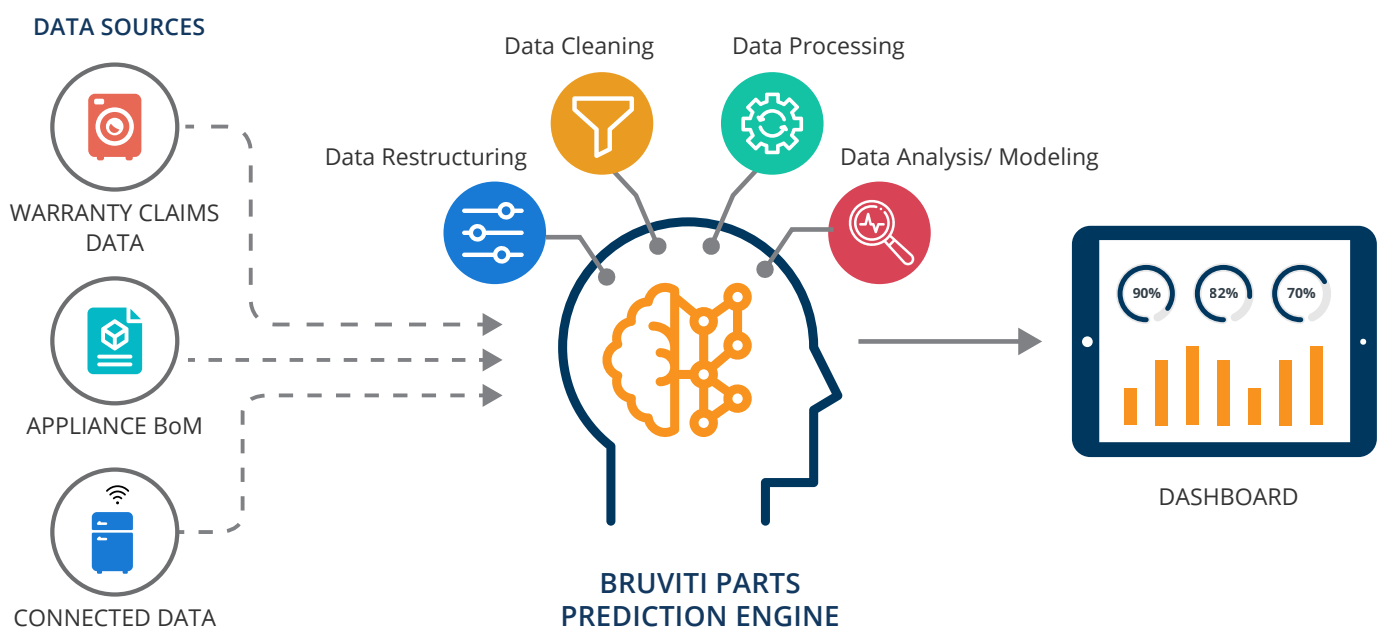 DATA SOURCES
WARRANTY CLAIMS
DATA
APPLIANCE BoM
CONNECTED DATA
Data Restructuring
Data Cleaning
Data Processing
Data Analysis/ Modeling
BRUVITI PARTS
PREDICTION ENGINE
90%
82%
70%
DASHBOARD